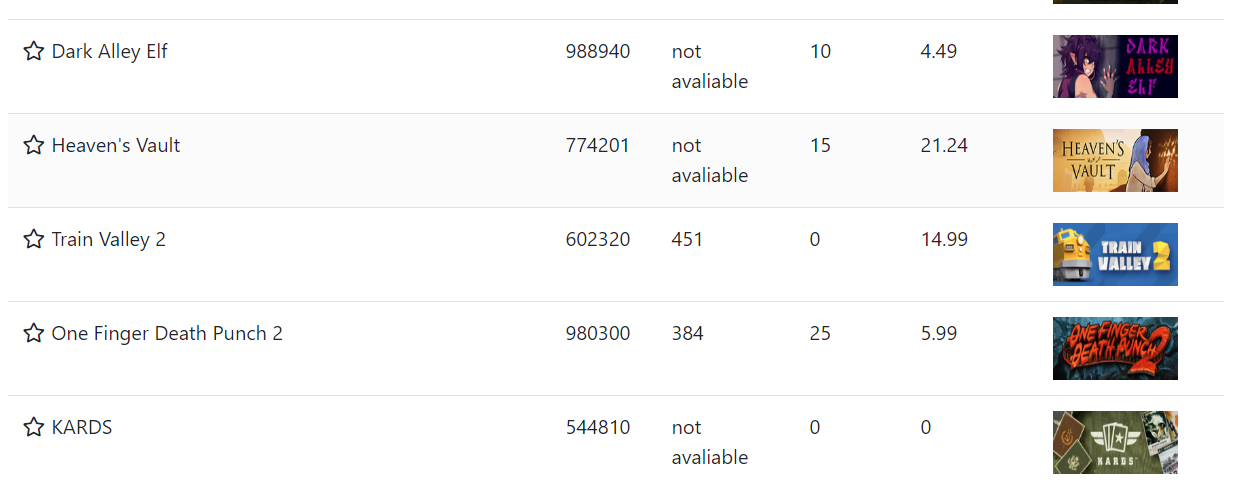 Dark Alley Elf 988940 not 10 4.49
avaliable
DARK
ALLEY
ELF
Heaven's Vault 774201 not 15 21.24
avaliable
HEAVEN'S
VAULT
Train Valley 2 602320 451 0 14.99
TRAIN
VALLEY 2
One Finger Death Punch 2 980300 384 25 5.99
ONE FINGER
DEATH PUNCH 2
KARDS 544810 not 0 0
avaliable
KARDS